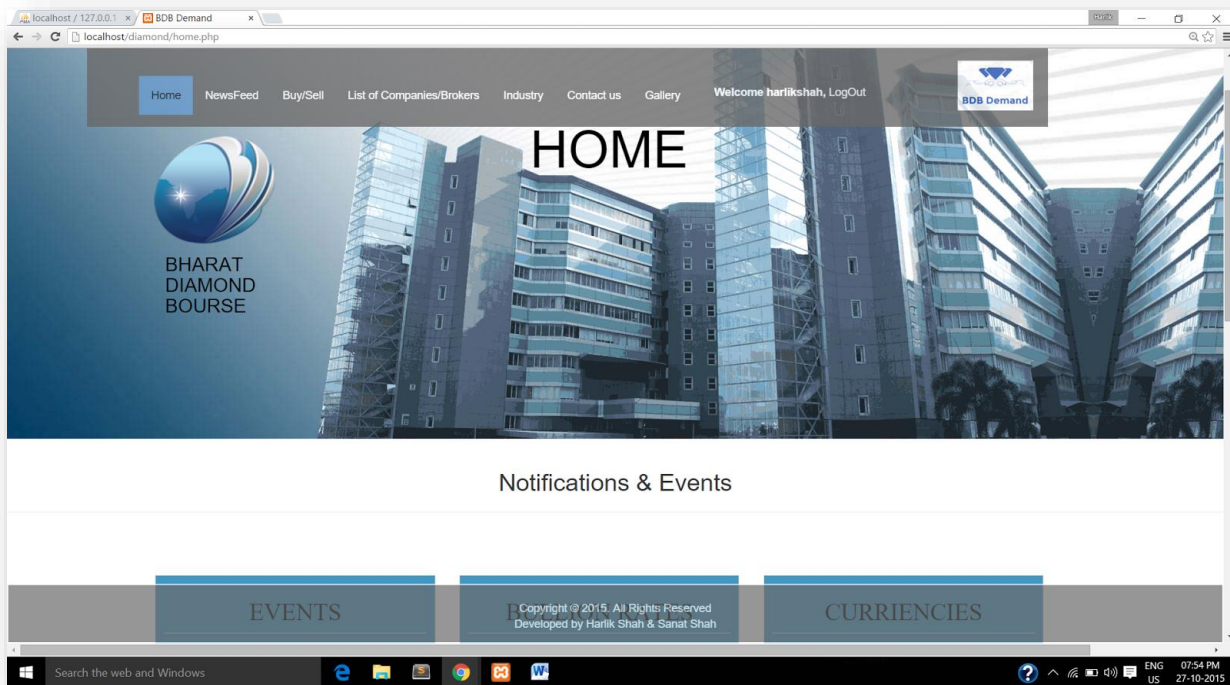 localhost / 127.0.0.1
BDB Demand
Harlik
localhost/diamond/home.php
Home NewsFeed Buy/Sell List of Companies/Brokers Industry Contact us Gallery Welcome harlikshah, LogOut
BDB Demand
HOME
BHARAT
DIAMOND
BOURSE
Notifications & Events
EVENTS BULLION RATES CURRIENCIES
Copyright © 2015. All Rights Reserved
Developed by Harlik Shah & Sanat Shah
Search the web and Windows
ENG
US
07:54 PM
27-10-2015